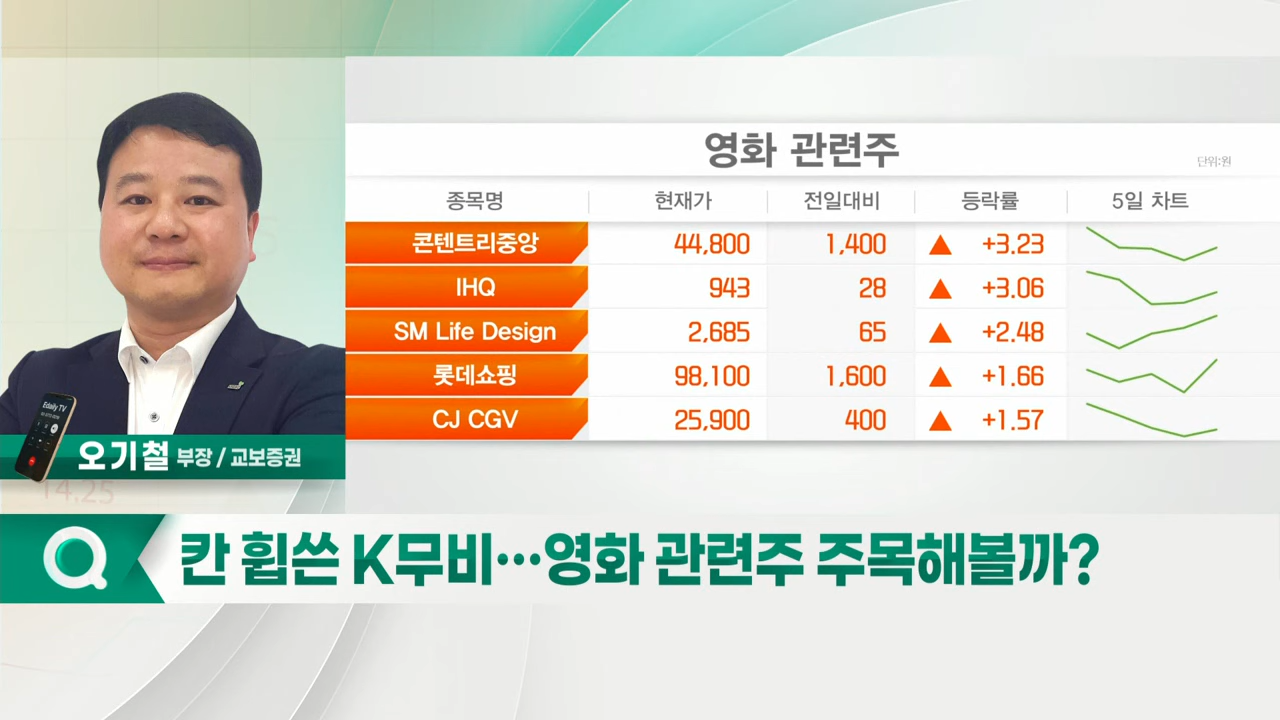 영화 관련주
단위:원
종목명 현재가 전일대비 등락률 5일 차트
콘텐트리중앙 44,800 1,400 ▲ +3.23
IHQ 943 28 ▲ +3.06
SM Life Design 2,685 65 ▲ +2.48
롯데쇼핑 98,100 1,600 ▲ +1.66
CJ CGV 25,900 400 ▲ +1.57
Edaily TV
오기철 부장 / 교보증권
14.25
Q
칸 휩쓴 K무비···영화 관련주 주목해볼까?